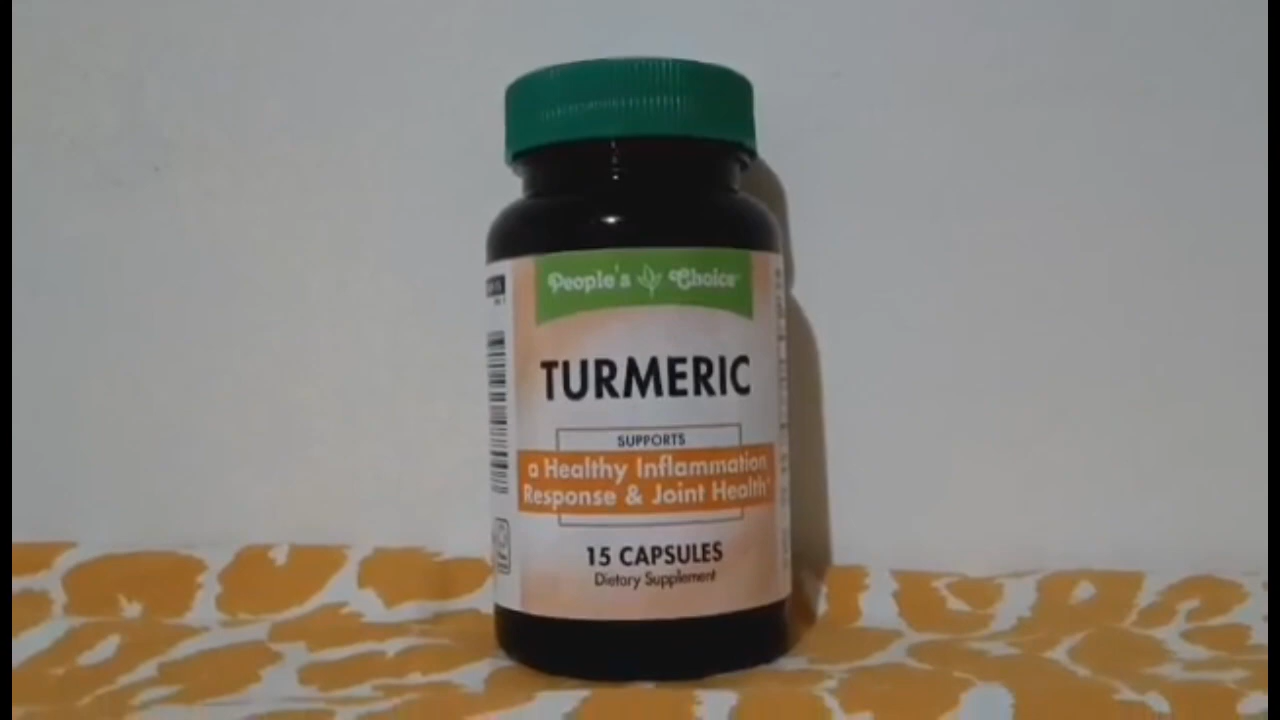 People's Choice
TURMERIC
SUPPORTS
a Healthy Inflammation
Response & Joint Health*
15 CAPSULES
Dietary Supplement